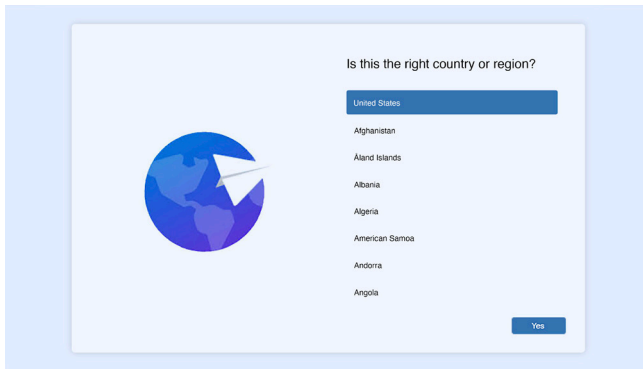 Is this the right country or region?
United States
Afghanistan
Åland Islands
Albania
Algeria
American Samoa
Andorra
Angola
Yes